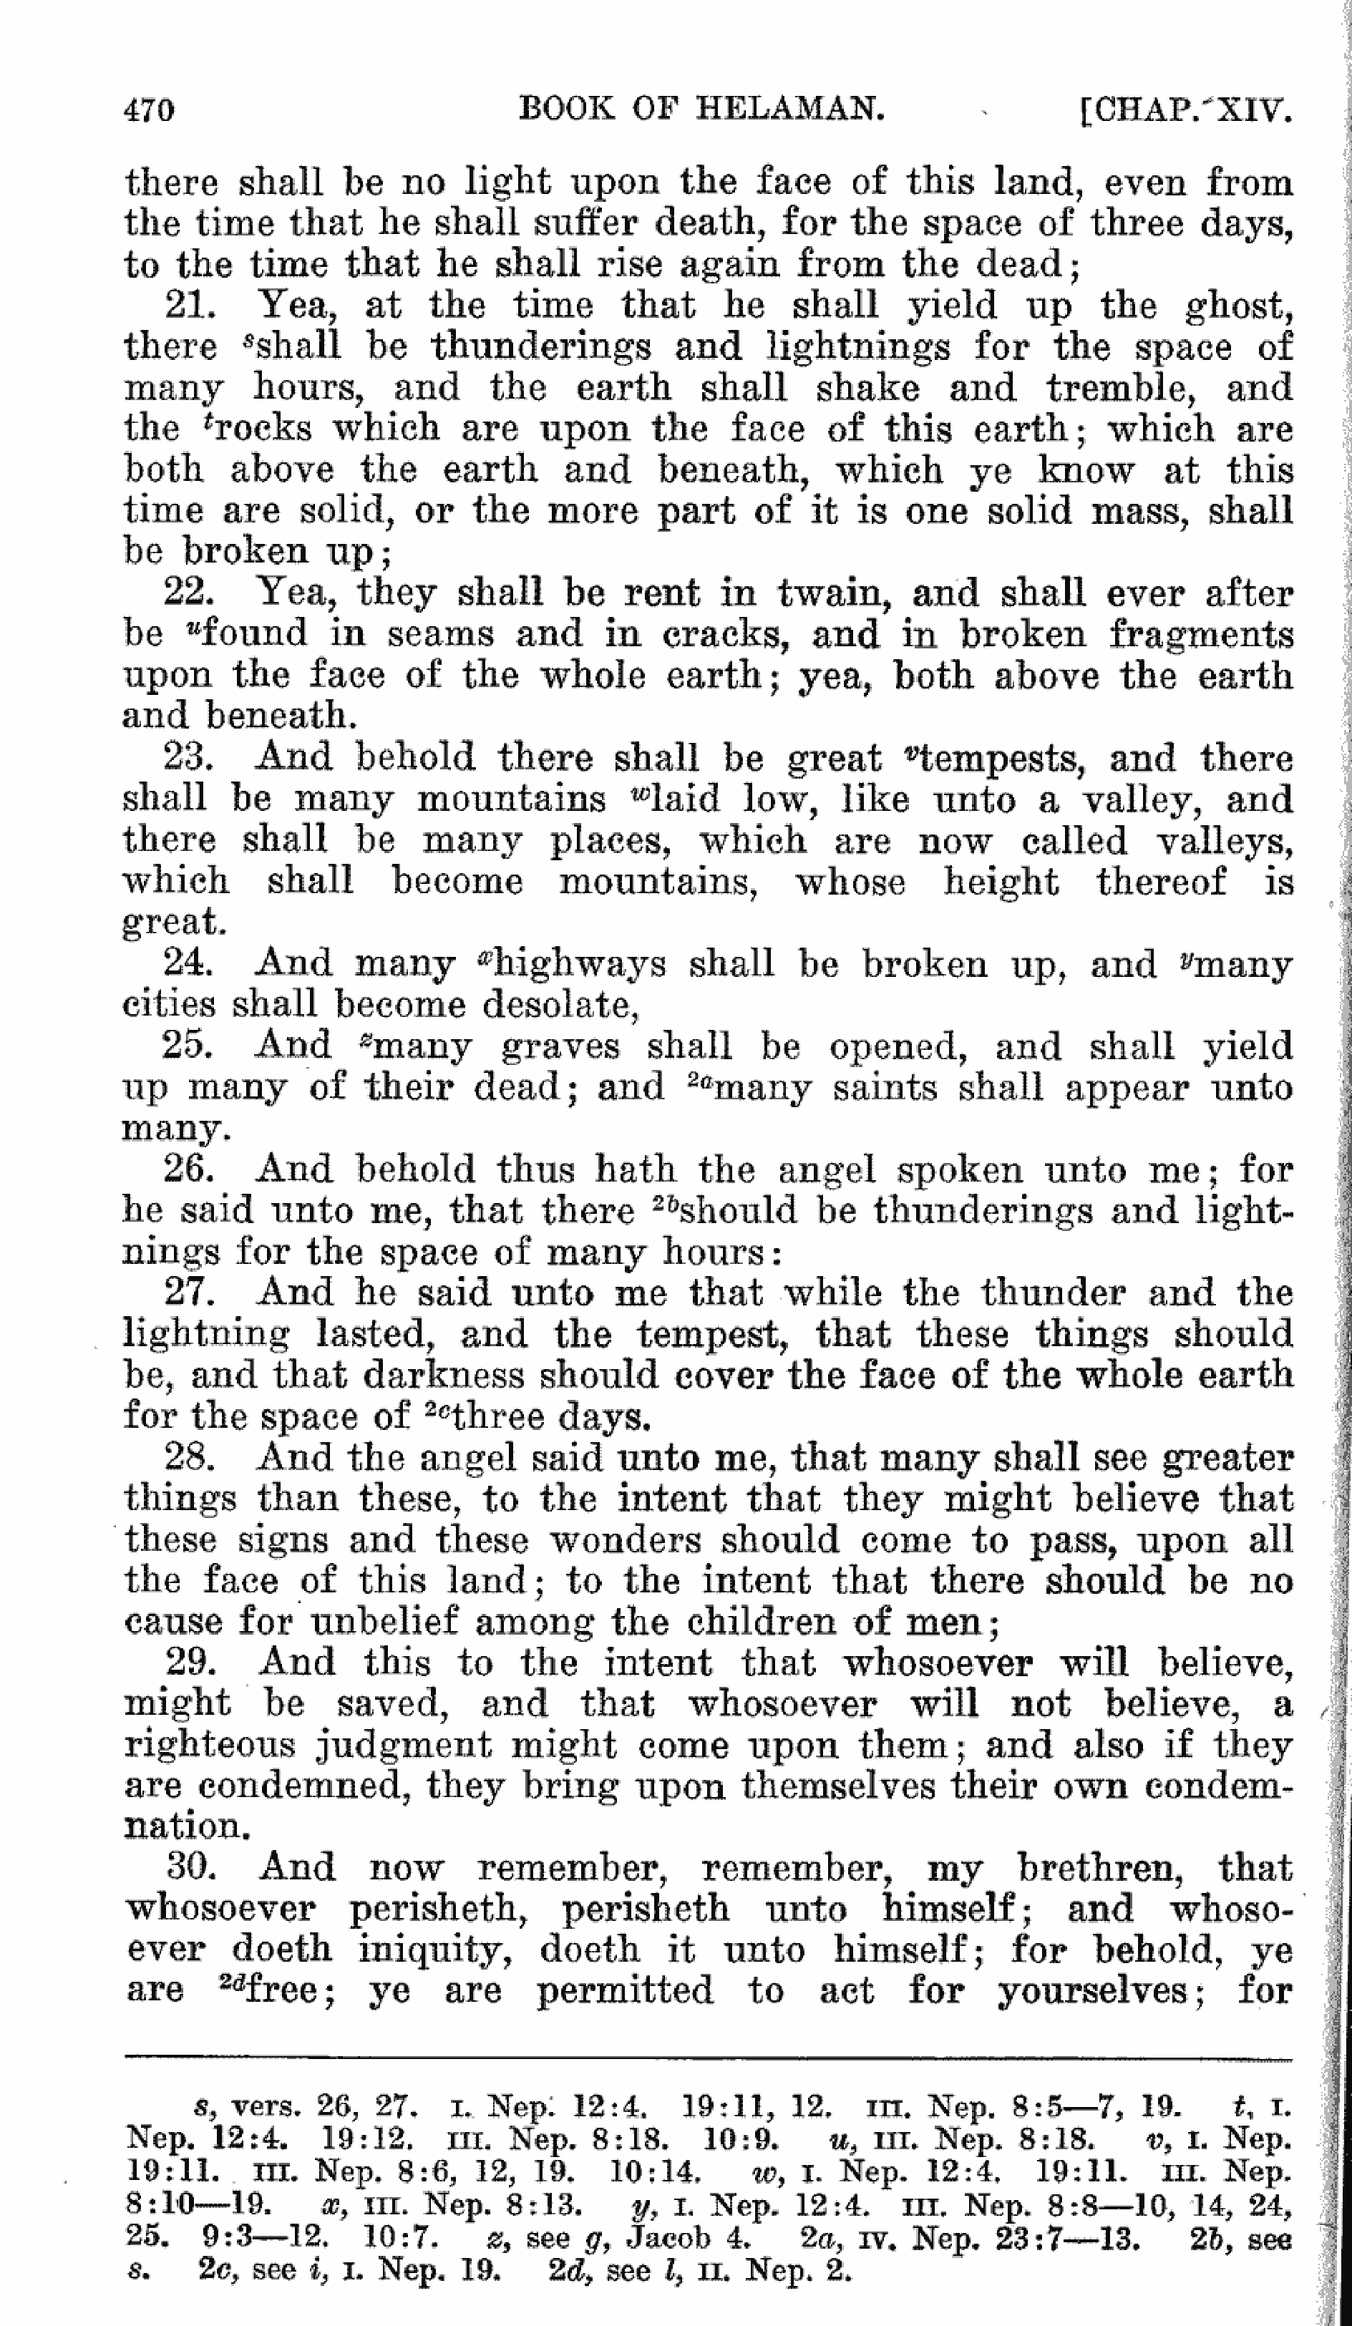 470 BOOK OF HELAMAN. [CHAP. XIV.
there shall be no light upon the face of this land, even from
the time that he shall suffer death, for the space of three days,
to the time that he shall rise again from the dead;
21. Yea, at the time that he shall yield up the ghost,
there sshall be thunderings and lightnings for the space of
many hours, and the earth shall shake and tremble, and
the trocks which are upon the face of this earth; which are
both above the earth and beneath, which ye know at this
time are solid, or the more part of it is one solid mass, shall
be broken up;
22. Yea, they shall be rent in twain, and shall ever after
be ufound in seams and in cracks, and in broken fragments
upon the face of the whole earth; yea, both above the earth
and beneath.
23. And behold there shall be great vtempests, and there
shall be many mountains wlaid low, like unto a valley, and
there shall be many places, which are now called valleys,
which shall become mountains, whose height thereof is
great.
24. And many xhighways shall be broken up, and ymany
cities shall become desolate,
25. And zmany graves shall be opened, and shall yield
up many of their dead; and 2amany saints shall appear unto
many.
26. And behold thus hath the angel spoken unto me; for
he said unto me, that there 2bshould be thunderings and light-
nings for the space of many hours:
27. And he said unto me that while the thunder and the
lightning lasted, and the tempest, that these things should
be, and that darkness should cover the face of the whole earth
for the space of 2cthree days.
28. And the angel said unto me, that many shall see greater
things than these, to the intent that they might believe that
these signs and these wonders should come to pass, upon all
the face of this land; to the intent that there should be no
cause for unbelief among the children of men;
29. And this to the intent that whosoever will believe,
might be saved, and that whosoever will not believe, a
righteous judgment might come upon them; and also if they
are condemned, they bring upon themselves their own condem-
nation.
30. And now remember, remember, my brethren, that
whosoever perisheth, perisheth unto himself; and whoso-
ever doeth iniquity, doeth it unto himself; for behold, ye
are 2dfree; ye are permitted to act for yourselves; for
s, vers. 26, 27. I. Nep. 12:4. 19:11, 12. III. Nep. 8:5—7, 19. t, I.
Nep. 12:4. 19:12. III. Nep. 8:18. 10:9. u, III. Nep. 8:18. v, I. Nep.
19:11. III. Nep. 8:6, 12, 19. 10:14. w, I. Nep. 12:4. 19:11. III. Nep.
8:10—19. x, III. Nep. 8:13. y, I. Nep. 12:4. III. Nep. 8:8—10, 14, 24,
25. 9:3—12. 10:7. z, see g, Jacob 4. 2a, IV. Nep. 23:7—13. 2b, see
s. 2c, see i, I. Nep. 19. 2d, see l, II. Nep. 2.